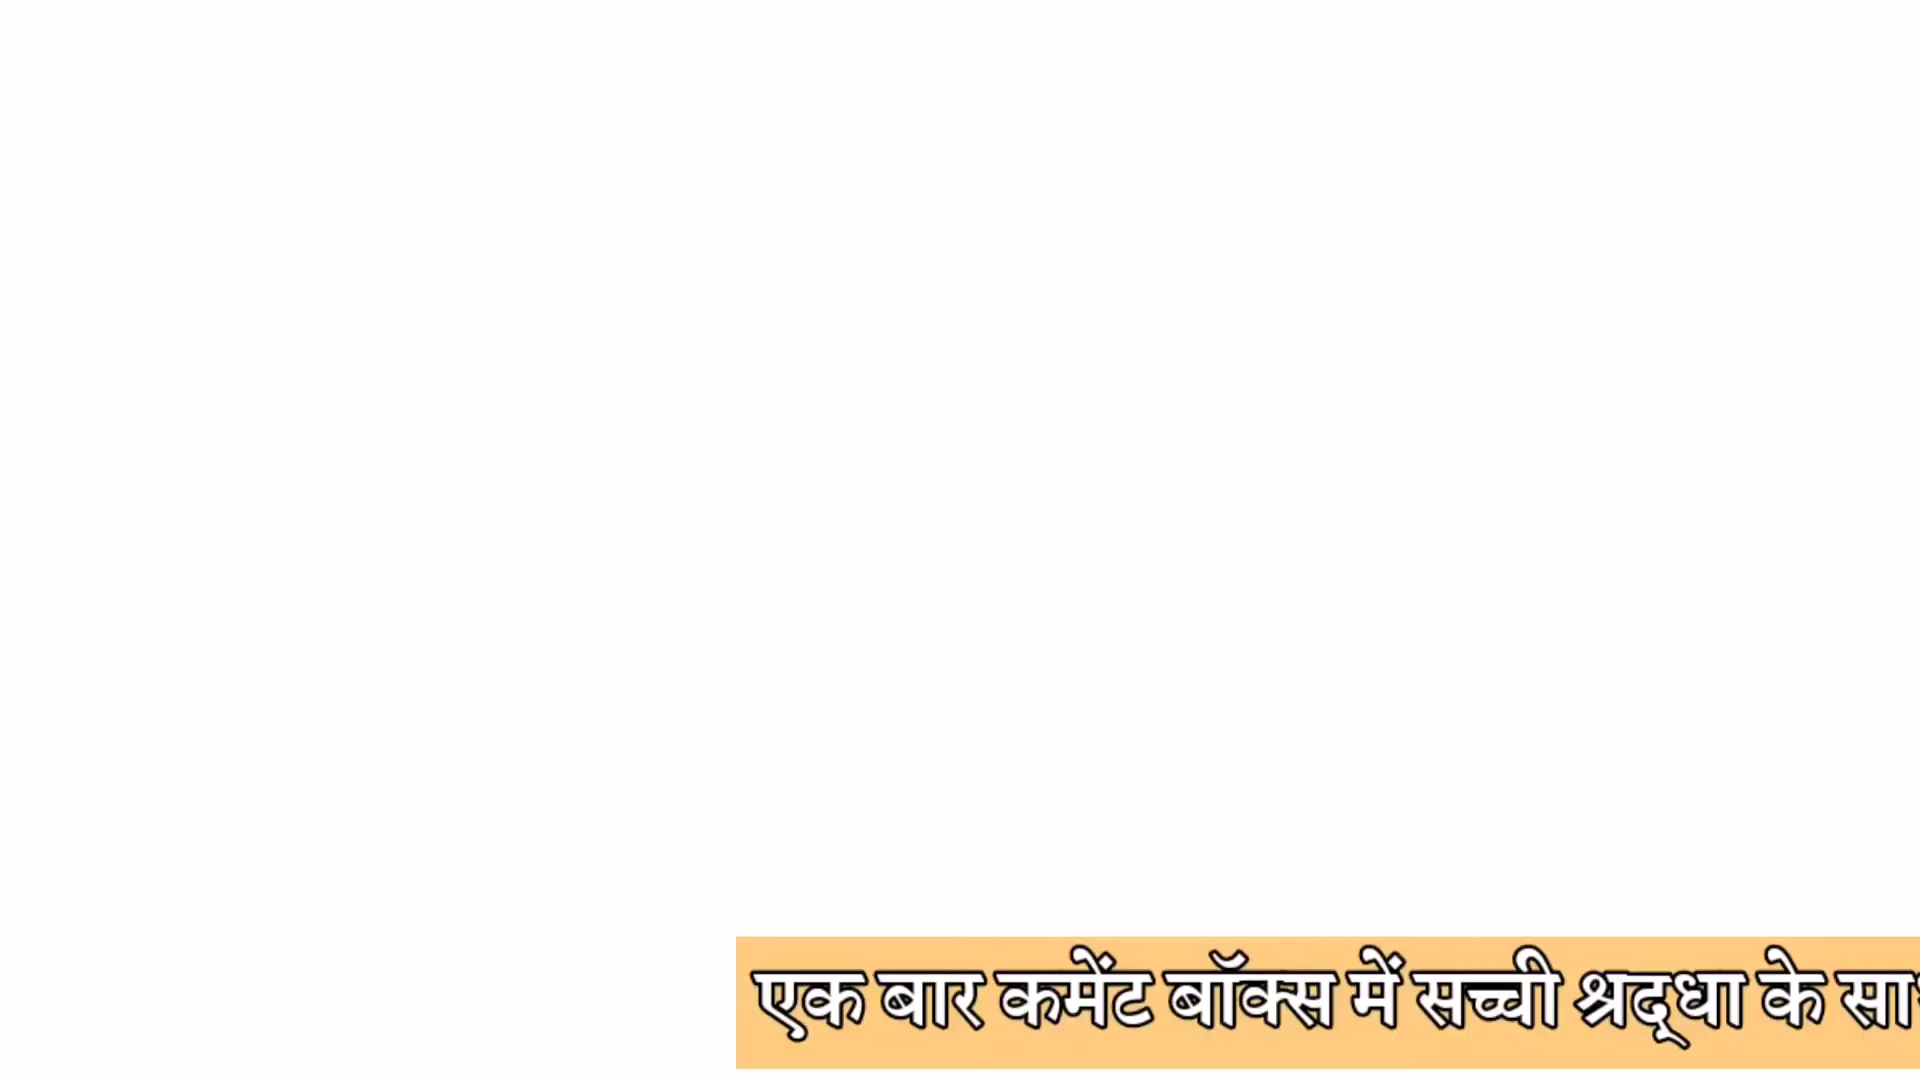 एक बार कमेंट बॉक्स में सच्ची श्रद्धा के